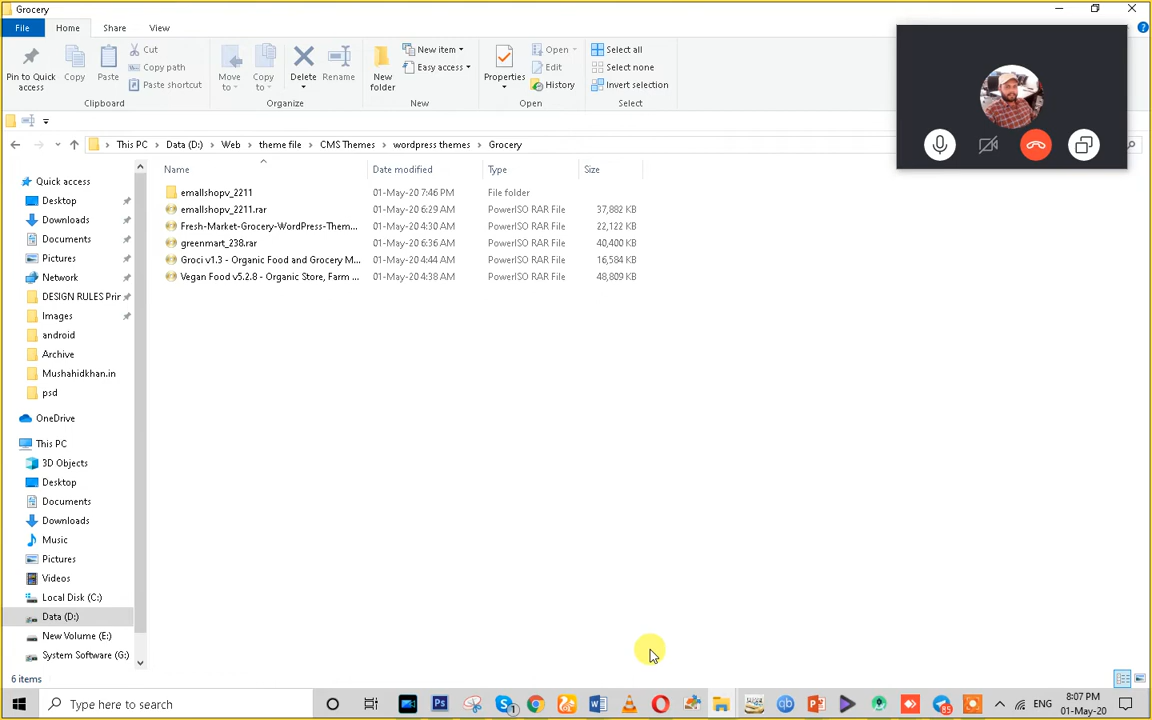 Grocery
File Home Share View
Pin to Quick access
Copy
Paste
Cut
Copy path
Paste shortcut
Clipboard
Move to
Copy to
Delete
Rename
Organize
New folder
New item
Easy access
New
Properties
Open
Edit
History
Open
Select all
Select none
Invert selection
Select
This PC Data (D:) Web theme file CMS Themes wordpress themes Grocery
Name Date modified Type Size
emallshopv_2211 01-May-20 7:46 PM File folder
emallshopv_2211.rar 01-May-20 6:29 AM PowerISO RAR File 37,882 KB
Fresh-Market-Grocery-WordPress-Them... 01-May-20 4:30 AM PowerISO RAR File 22,122 KB
greenmart_238.rar 01-May-20 6:36 AM PowerISO RAR File 40,400 KB
Groci v1.3 - Organic Food and Grocery M... 01-May-20 4:44 AM PowerISO RAR File 16,584 KB
Vegan Food v5.2.8 - Organic Store, Farm ... 01-May-20 4:38 AM PowerISO RAR File 48,809 KB
Quick access
Desktop
Downloads
Documents
Pictures
Network
DESIGN RULES Prir
Images
android
Archive
Mushahidkhan.in
psd
OneDrive
This PC
3D Objects
Desktop
Documents
Downloads
Music
Pictures
Videos
Local Disk (C:)
Data (D:)
New Volume (E:)
System Software (G:)
6 items
Type here to search
ENG
8:07 PM
01-May-20